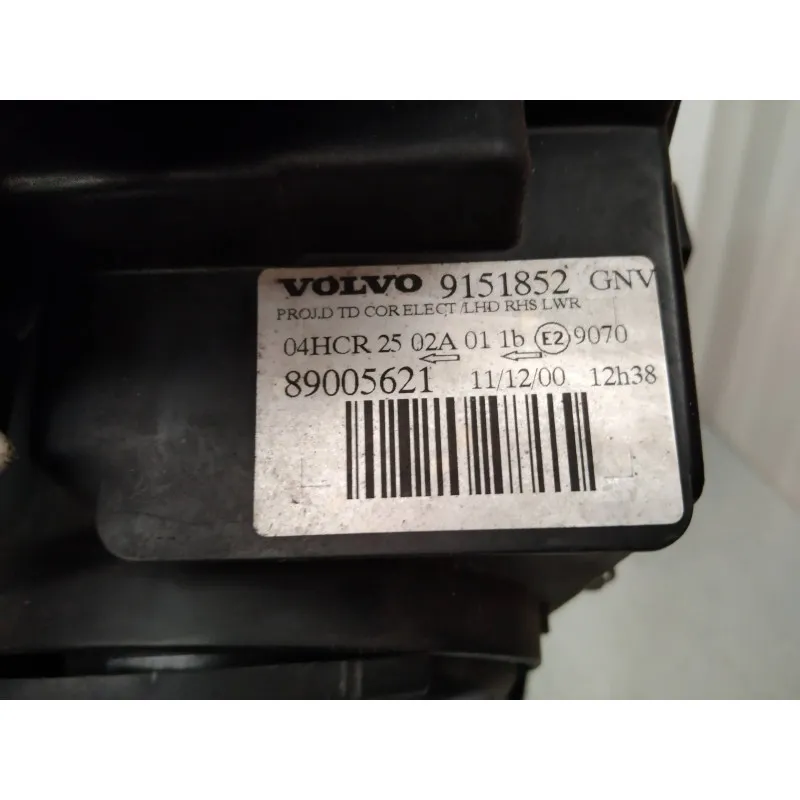 VOLVO 9151852 GNV
PROJ.D TD COR ELECT /LHD RHS LWR
04HCR 25 02A 01 1b E2 9070
89005621 11/12/00 12h38